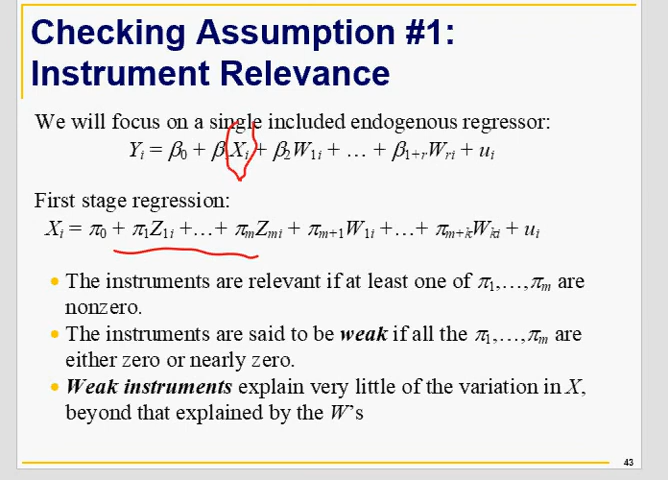 Checking Assumption #1:
Instrument Relevance
We will focus on a single included endogenous regressor:
Yᵢ = β₀ + β₁Xᵢ + β₂W₁ᵢ + … + β₁₊ᵣWᵣᵢ + uᵢ
First stage regression:
Xᵢ = π₀ + π₁Z₁ᵢ +…+ πₘZₘᵢ + πₘ₊₁W₁ᵢ +…+ πₘ₊ₖWₖᵢ + uᵢ
• The instruments are relevant if at least one of π₁,…,πₘ are
nonzero.
• The instruments are said to be weak if all the π₁,…,πₘ are
either zero or nearly zero.
• Weak instruments explain very little of the variation in X,
beyond that explained by the W's
43